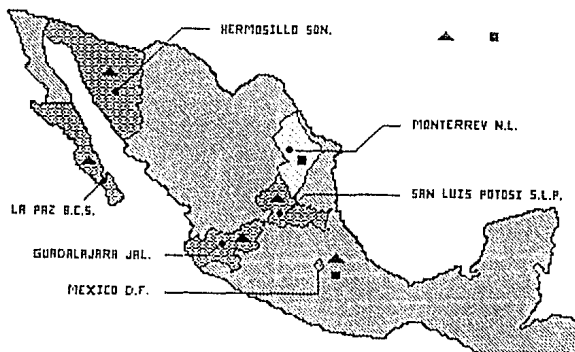 HERMOSILLO SON.
MONTERREY N.L.
SAN LUIS POTOSI S.L.P.
LA PAZ B.C.S.
GUADALAJARA JAL.
MEXICO D.F.